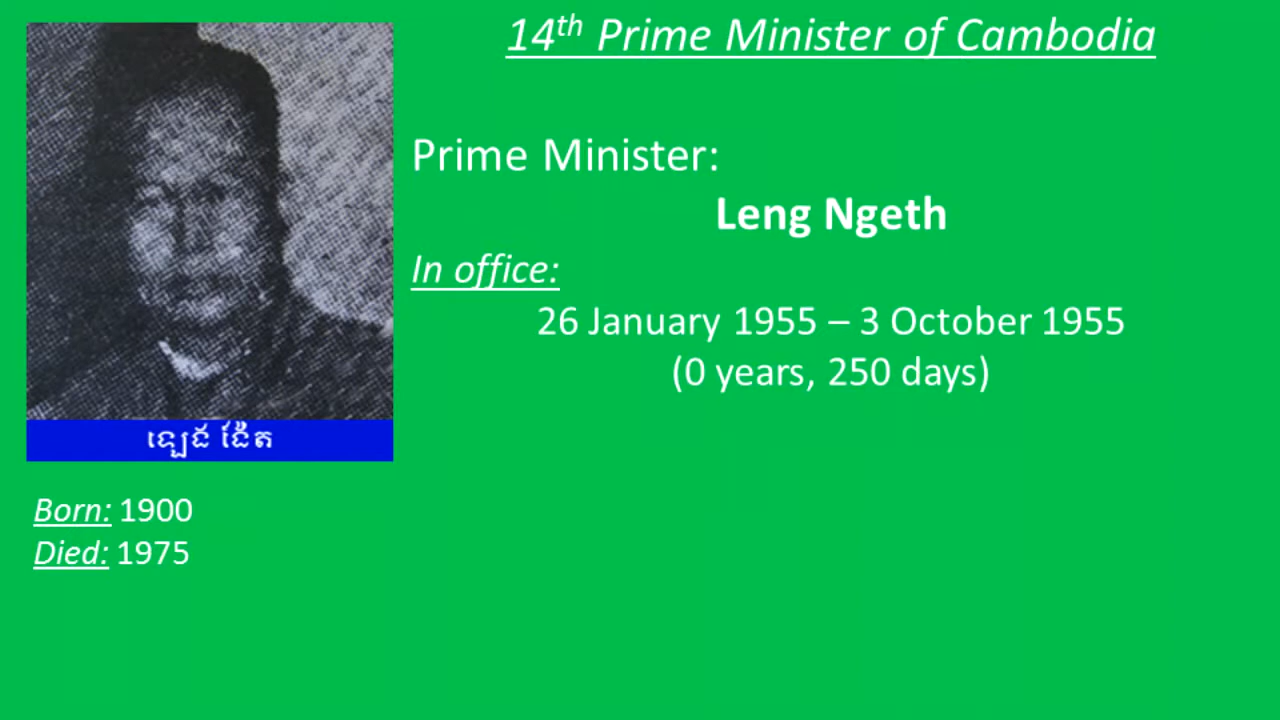 14th Prime Minister of Cambodia
Prime Minister:
Leng Ngeth
In office:
26 January 1955 – 3 October 1955
(0 years, 250 days)
ឡេង ង៉ែត
Born: 1900
Died: 1975